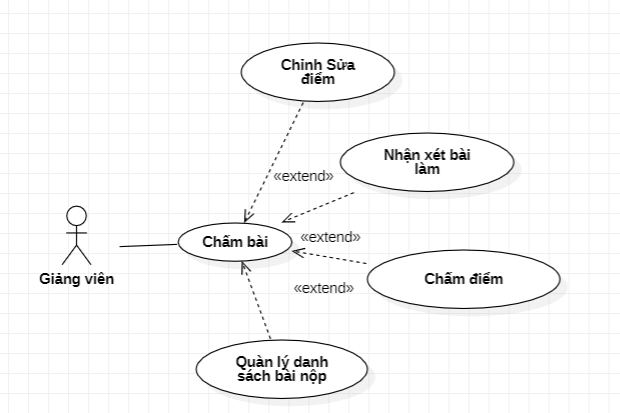 Chỉnh Sửa
điểm
Nhận xét bài
làm
«extend»
Chấm bài
«extend»
Giảng viên
Chấm điểm
«extend»
Quản lý danh
sách bài nộp